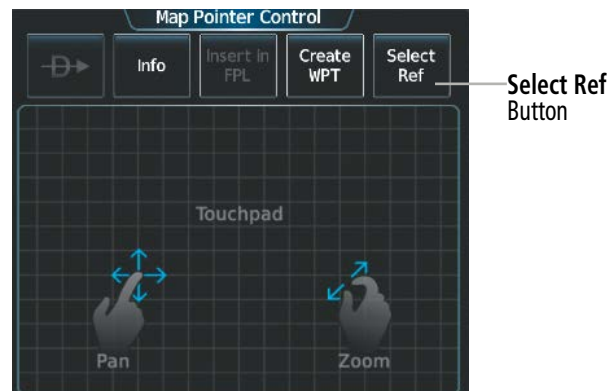 Map Pointer Control
Info
Insert in
FPL
Create
WPT
Select
Ref
Select Ref
Button
Touchpad
Pan
Zoom